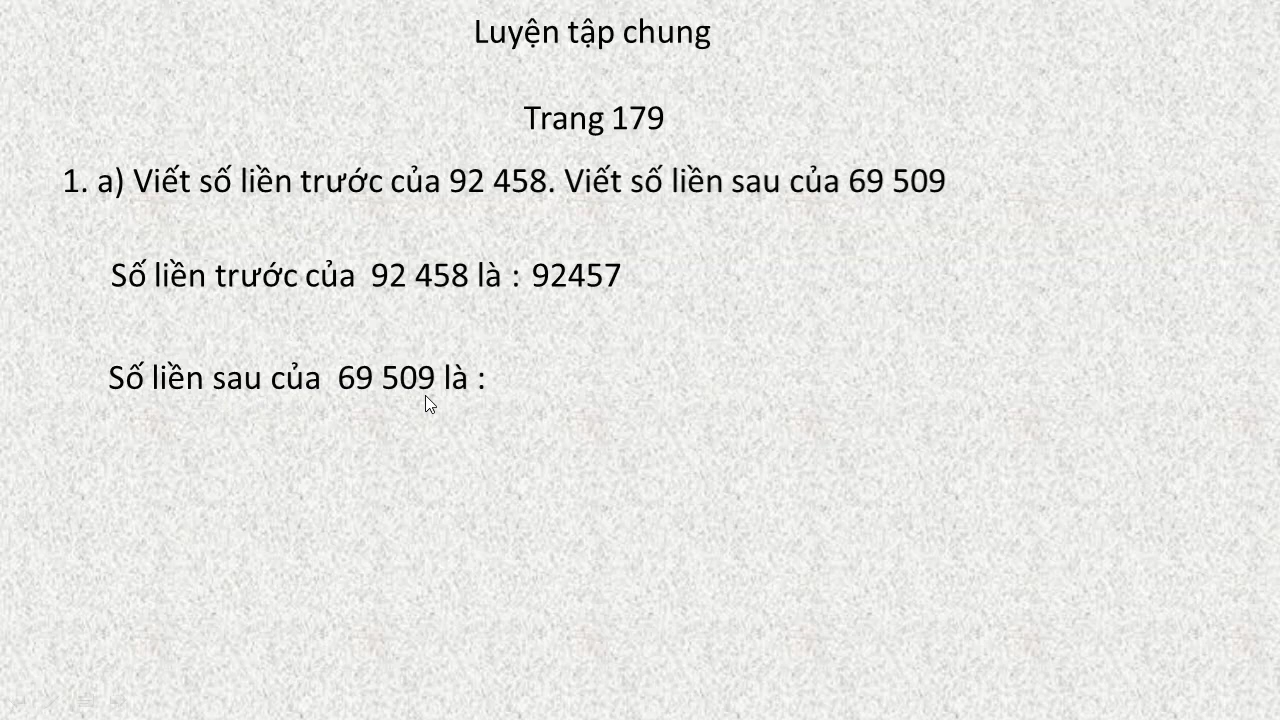 Luyện tập chung
Trang 179
1. a) Viết số liền trước của 92 458. Viết số liền sau của 69 509
Số liền trước của 92 458 là : 92457
Số liền sau của 69 509 là :